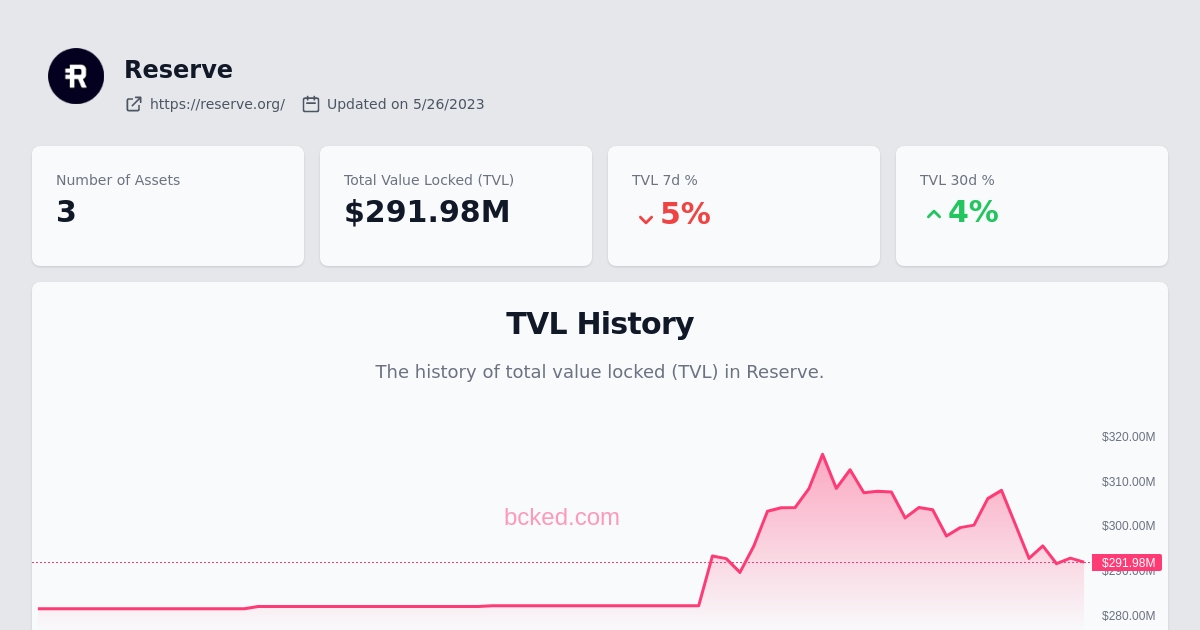 Reserve
https://reserve.org/ Updated on 5/26/2023
Number of Assets
3
Total Value Locked (TVL)
$291.98M
TVL 7d %
5%
TVL 30d %
4%
TVL History
The history of total value locked (TVL) in Reserve.
$320.00M
$310.00M
bcked.com
$300.00M
$291.98M
$290.00M
$280.00M